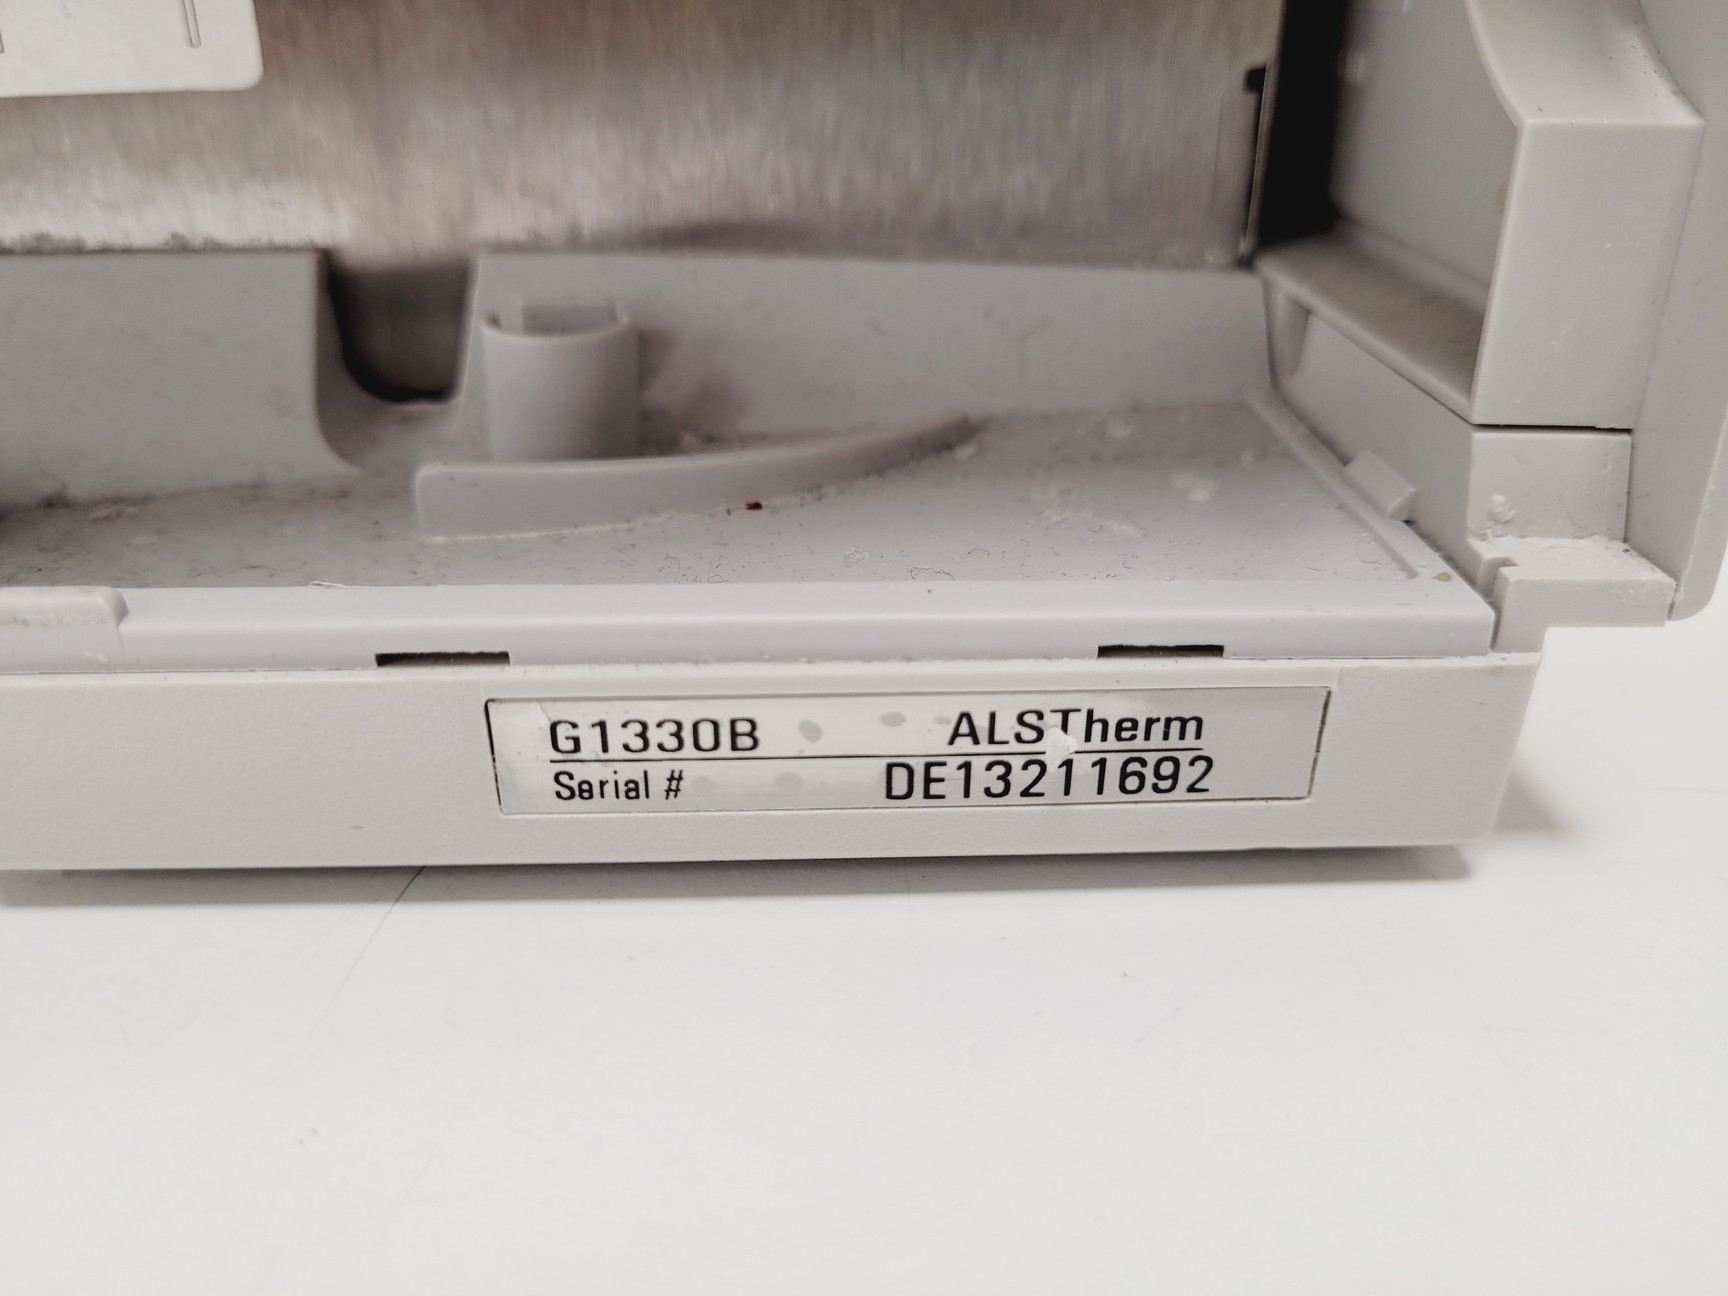 G1330B ALSTherm
Serial # DE13211692